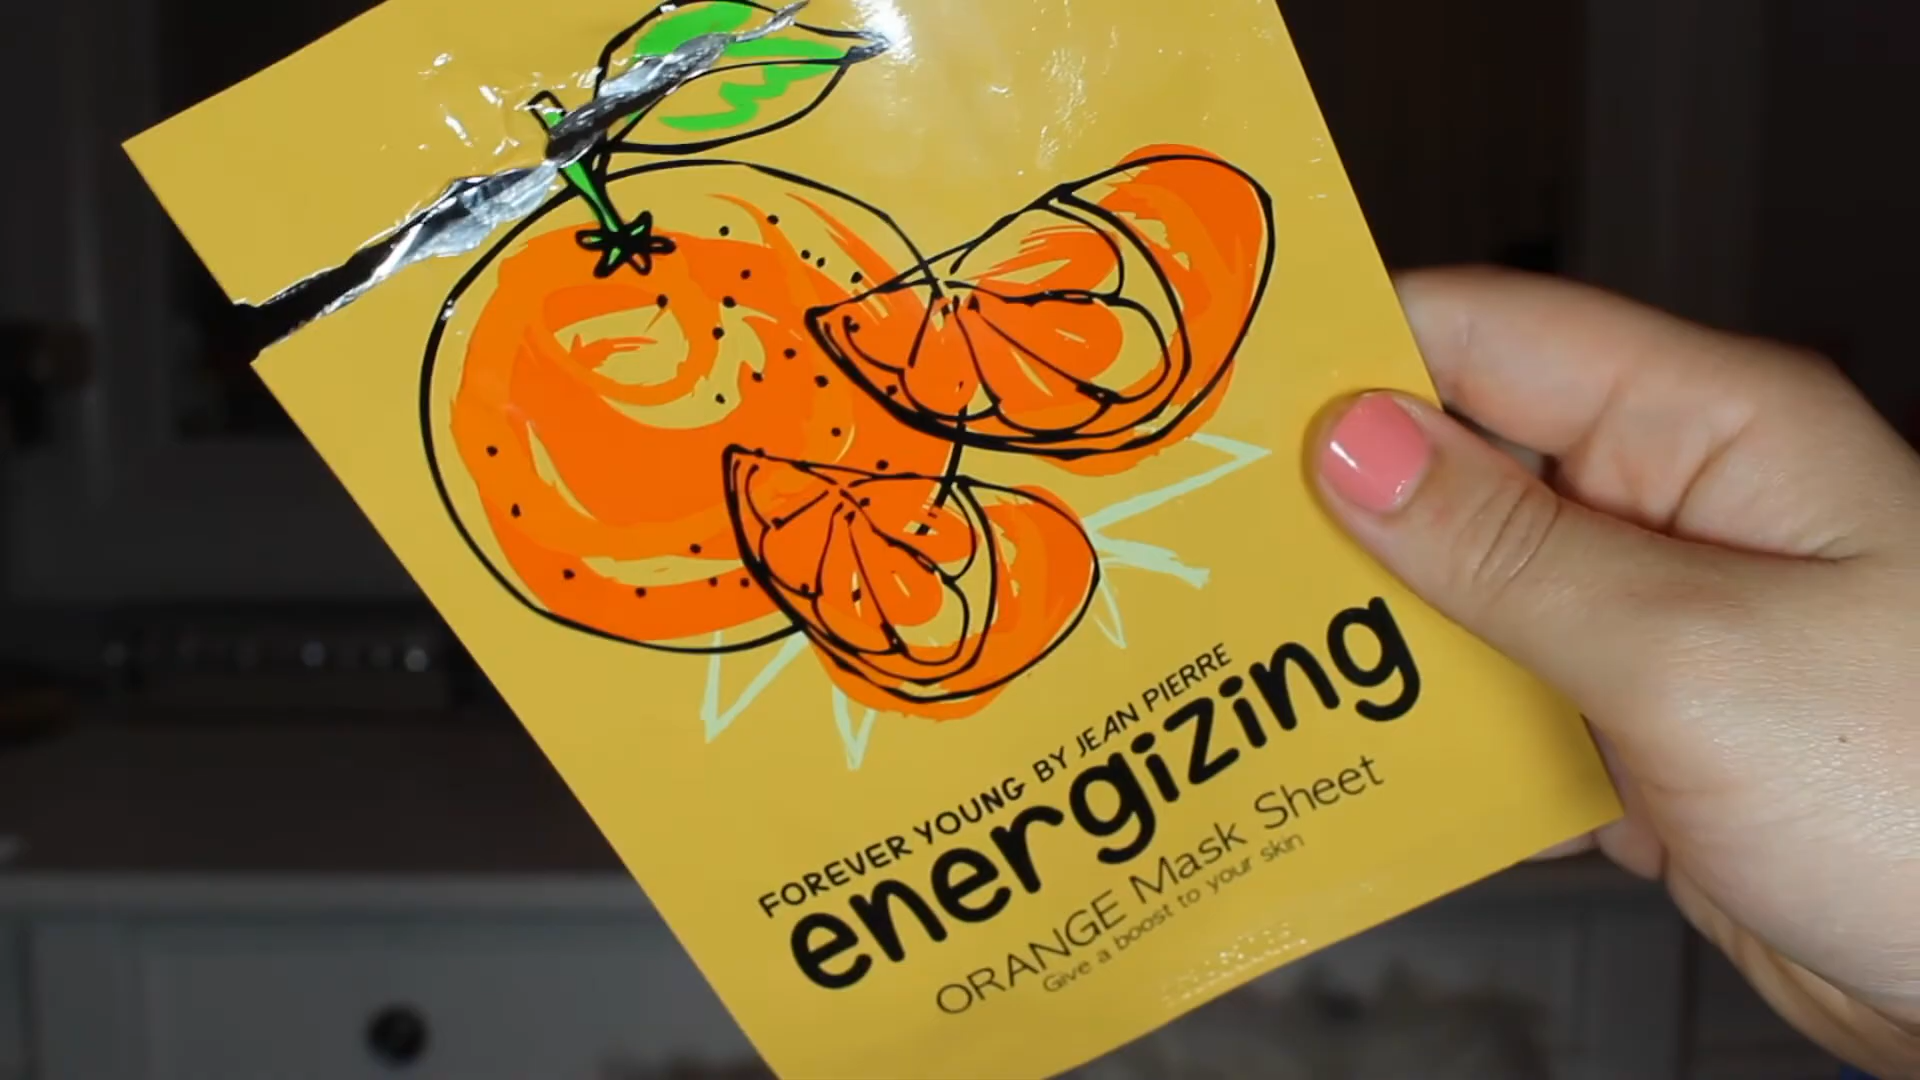 FOREVER YOUNG BY JEAN PIERRE
energizing
ORANGE Mask Sheet
Give a boost to your skin